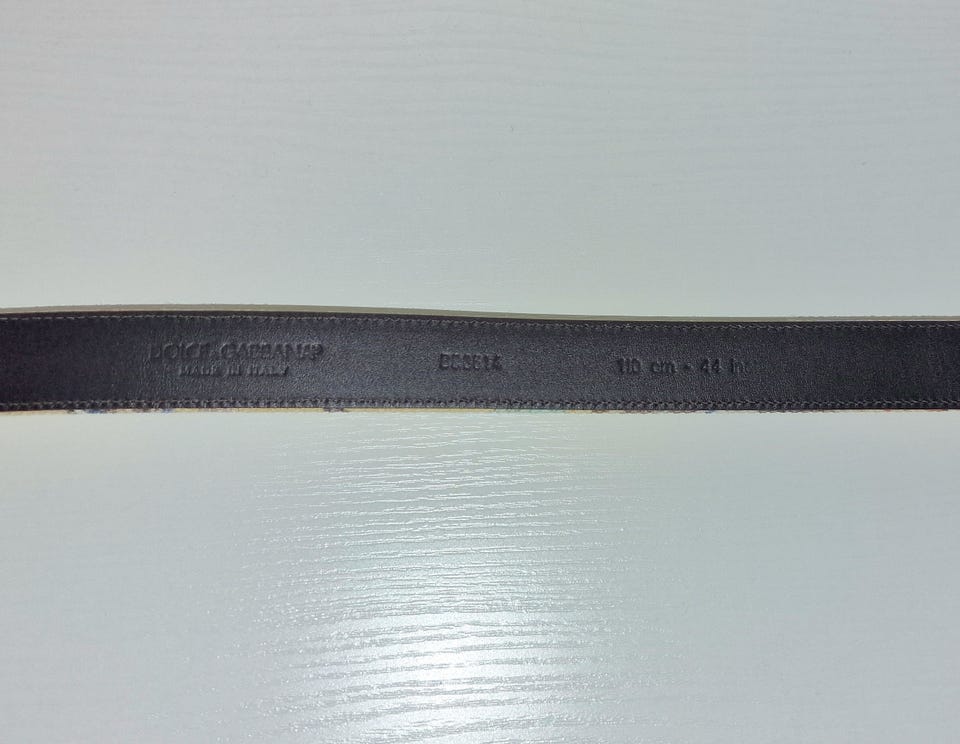 DOLCE & GABBANA
MADE IN ITALY
110 cm - 44 in